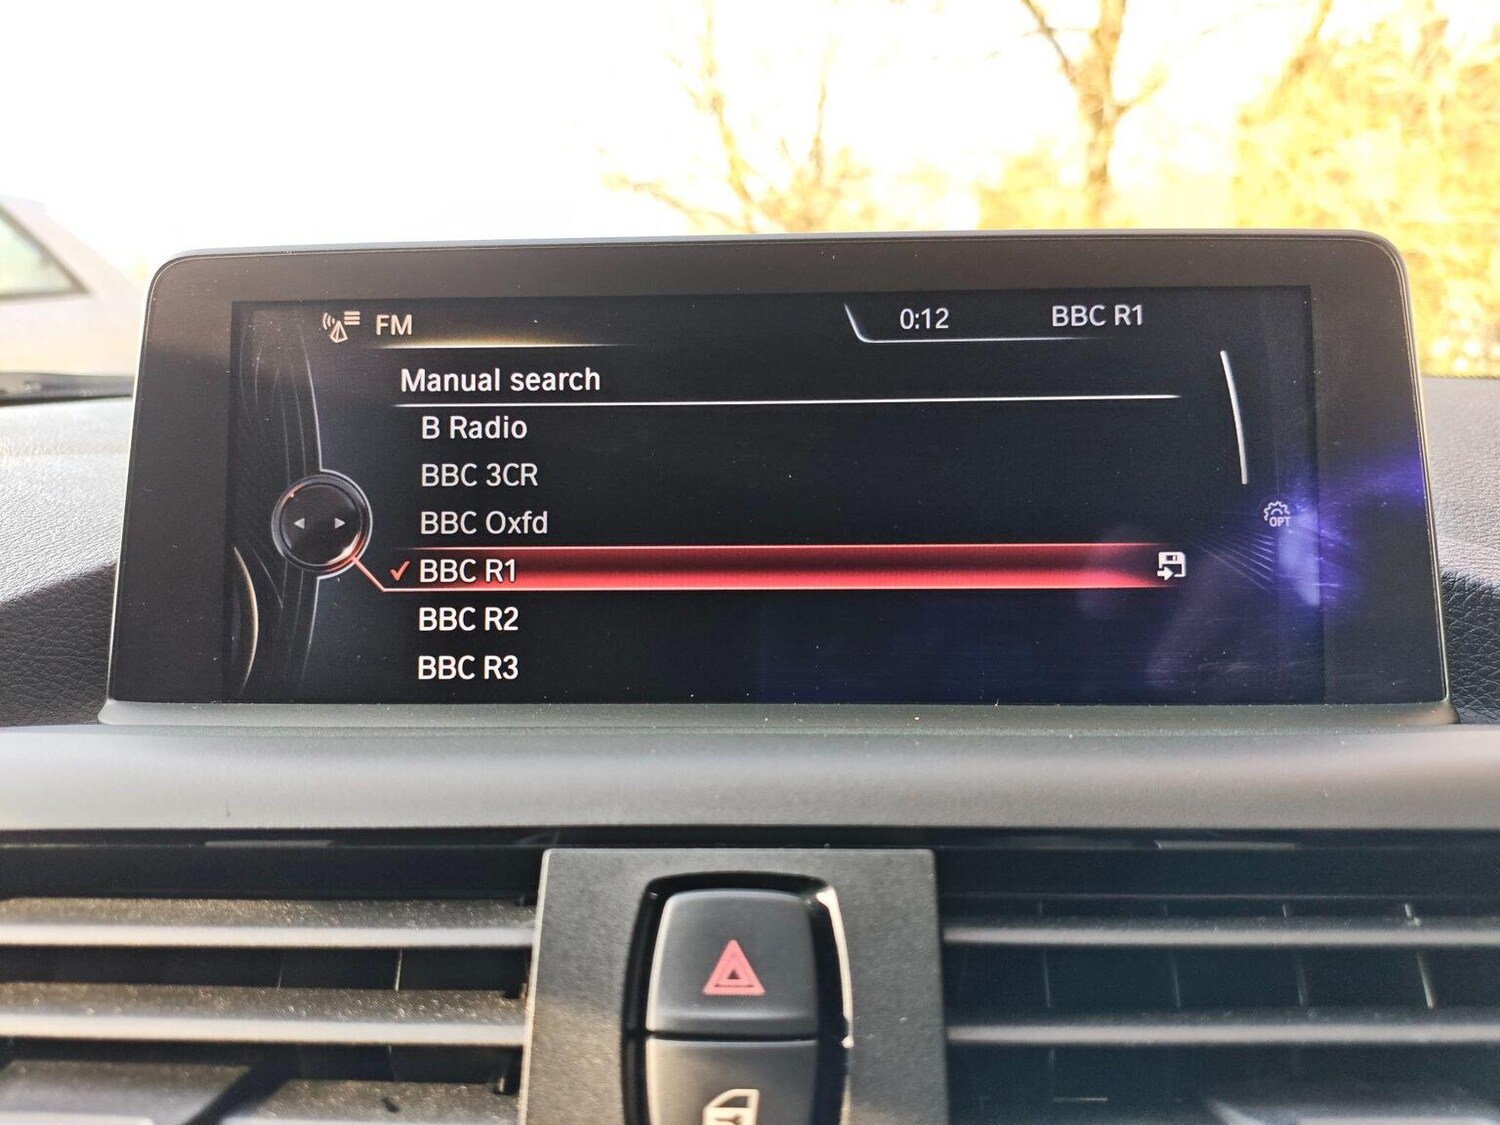 FM
0:12
BBC R1
Manual search
B Radio
BBC 3CR
BBC Oxfd
BBC R1
BBC R2
BBC R3
OPT